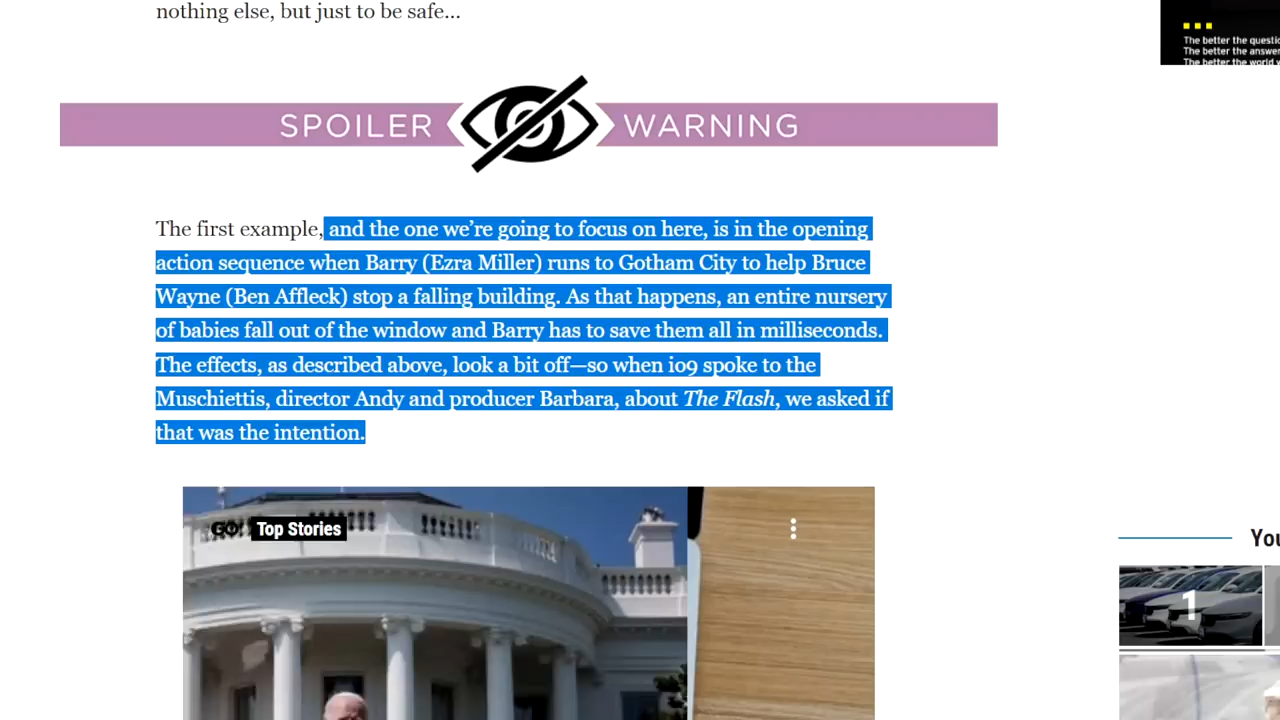 nothing else, but just to be safe...
The better the questio
The better the answer
The better the world w
SPOILER WARNING
The first example, and the one we're going to focus on here, is in the opening
action sequence when Barry (Ezra Miller) runs to Gotham City to help Bruce
Wayne (Ben Affleck) stop a falling building. As that happens, an entire nursery
of babies fall out of the window and Barry has to save them all in milliseconds.
The effects, as described above, look a bit off—so when io9 spoke to the
Muschiettis, director Andy and producer Barbara, about The Flash, we asked if
that was the intention.
GO! Top Stories
You
1